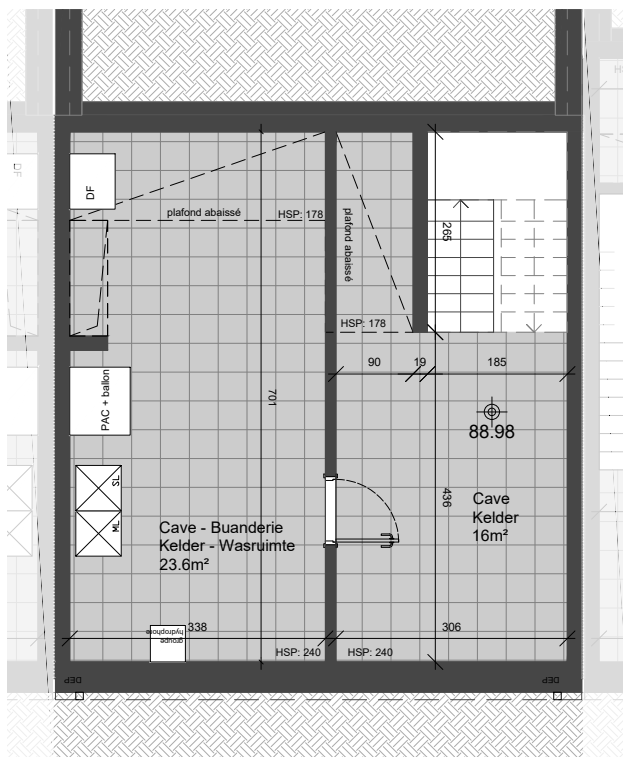 H
DF
DF
plafond abaissé
HSP: 178
plafond abaissé
265
HSP: 178
90
19
185
PAC + ballon
701
88.98
SL
ML
436
Cave
Kelder
16m²
Cave - Buanderie
Kelder - Wasruimte
23.6m²
groupe
hydrophore
338
306
HSP: 240
HSP: 240
DEP
DEP